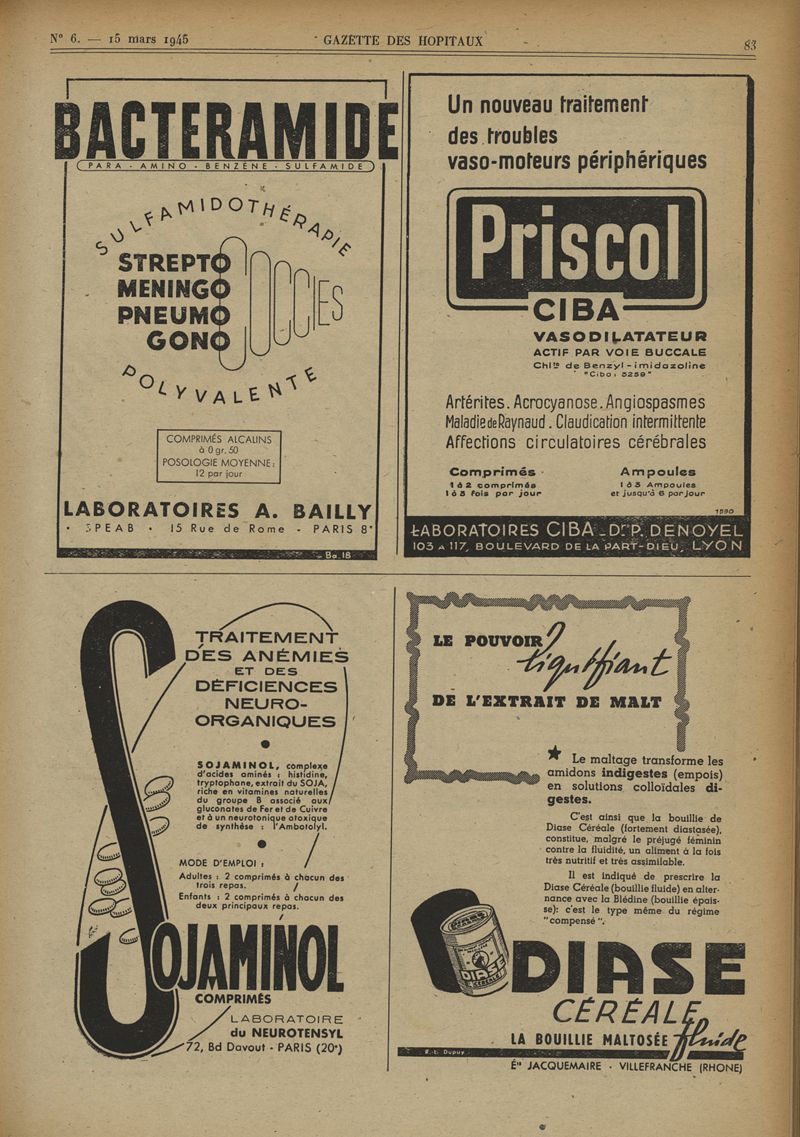 N° 6. — 15 mars 1945
GAZETTE DES HOPITAUX
83
BACTERAMIDE
(PARA - AMINO - BENZÈNE - SULFAMIDE)
SULFAMIDOTHÉRAPIE
STREPTO
MENINGO
PNEUMO
GONO
COCCIES
POLYVALENTE
COMPRIMÉS ALCALINS
à 0 gr. 50
POSOLOGIE MOYENNE:
12 par jour
LABORATOIRES A. BAILLY
• SPEAB • 15 Rue de Rome - PARIS 8e
Ba.18
Un nouveau traitement
des troubles
vaso-moteurs périphériques
Priscol
CIBA
VASODILATATEUR
ACTIF PAR VOIE BUCCALE
Chlte de Benzyl-imidazoline
"Ciba: 5259"
Artérites. Acrocyanose. Angiospasmes
Maladie de Raynaud. Claudication intermittente
Affections circulatoires cérébrales
Comprimés
1 à 2 comprimés
1 à 3 fois par jour
Ampoules
1 à 3 Ampoules
et jusqu'à 6 par jour
LABORATOIRES CIBA - Dr P. DENOYEL
103 A 117, BOULEVARD DE LA PART-DIEU, LYON
TRAITEMENT
DES ANÉMIES
ET DES
DÉFICIENCES
NEURO-
ORGANIQUES
SOJAMINOL, complexe
d'acides aminés : histidine,
tryptophane, extrait du SOJA,
riche en vitamines naturelles
du groupe B associé aux
gluconates de Fer et de Cuivre
et à un neurotonique atoxique
de synthèse : l'Ambotolyl.
MODE D'EMPLOI :
Adultes : 2 comprimés à chacun des
trois repas.
Enfants : 2 comprimés à chacun des
deux principaux repas.
SOJAMINOL
COMPRIMÉS
LABORATOIRE
du NEUROTENSYL
72, Bd Davout - PARIS (20e)
LE POUVOIR
liquéfiant ?
DE L'EXTRAIT DE MALT
★ Le maltage transforme les
amidons indigestes (empois)
en solutions colloïdales di-
gestes.
C'est ainsi que la bouillie de
Diase Céréale (fortement diastasée),
constitue, malgré le préjugé féminin
contre la fluidité, un aliment à la fois
très nutritif et très assimilable.
Il est indiqué de prescrire la
Diase Céréale (bouillie fluide) en alter-
nance avec la Blédine (bouillie épais-
se): c'est le type même du régime
"compensé".
DIASE
CÉRÉALE
DIASE
CÉRÉALE
LA BOUILLIE MALTOSÉE fluide
R.-L. Dupuy
Éts JACQUEMAIRE - VILLEFRANCHE (RHONE)